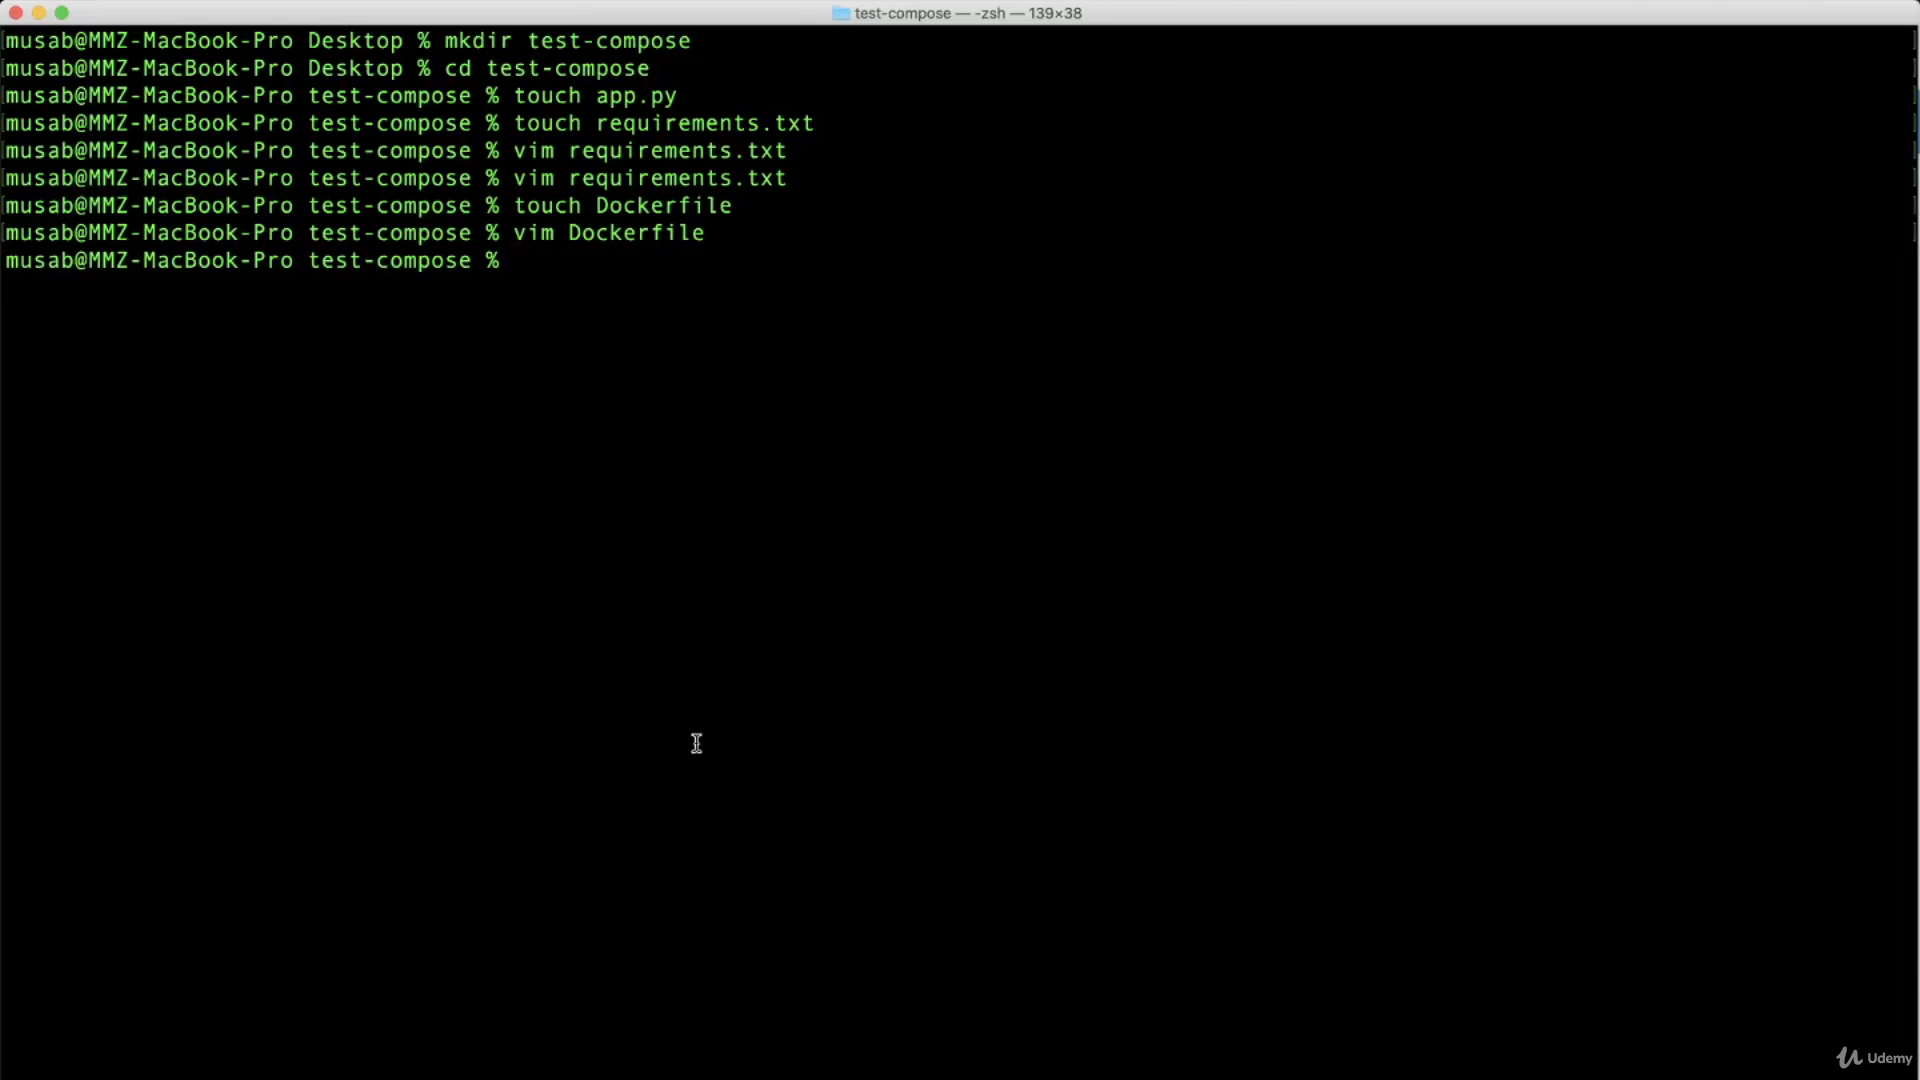 test-compose — -zsh — 139×38
musab@MMZ-MacBook-Pro Desktop % mkdir test-compose
musab@MMZ-MacBook-Pro Desktop % cd test-compose
musab@MMZ-MacBook-Pro test-compose % touch app.py
musab@MMZ-MacBook-Pro test-compose % touch requirements.txt
musab@MMZ-MacBook-Pro test-compose % vim requirements.txt
musab@MMZ-MacBook-Pro test-compose % vim requirements.txt
musab@MMZ-MacBook-Pro test-compose % touch Dockerfile
musab@MMZ-MacBook-Pro test-compose % vim Dockerfile
musab@MMZ-MacBook-Pro test-compose %
Udemy